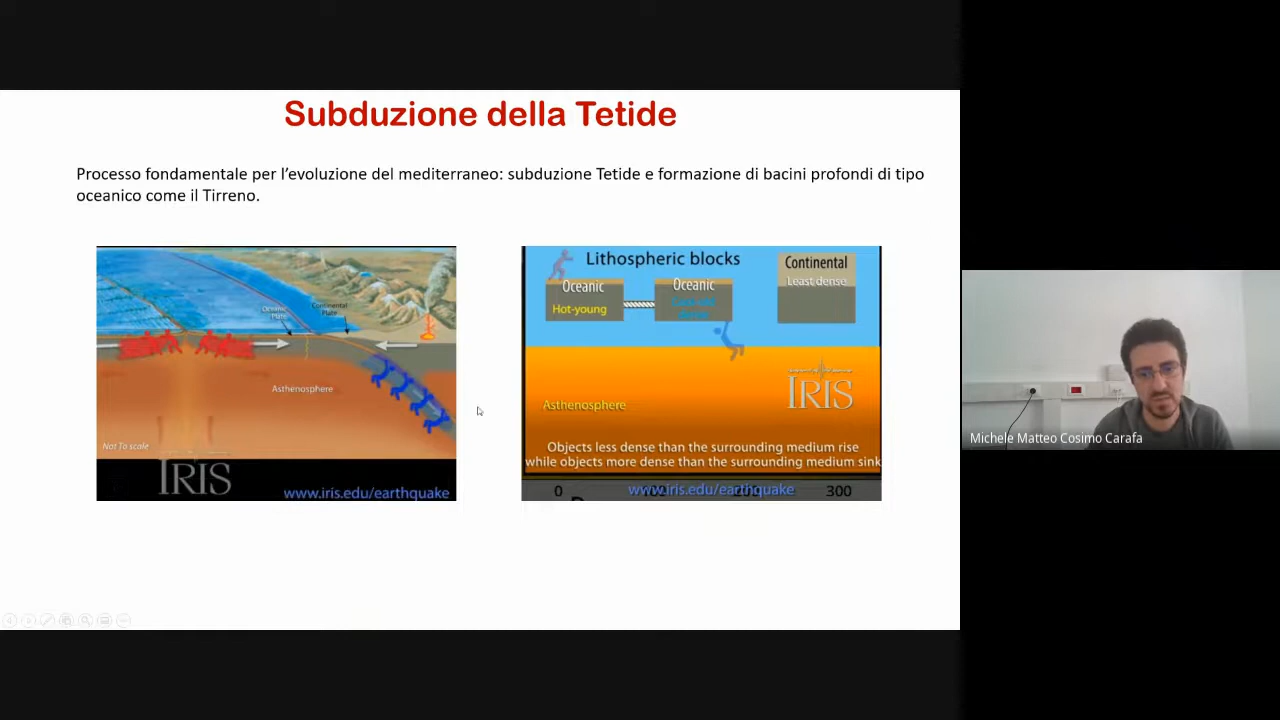 Subduzione della Tetide
Processo fondamentale per l’evoluzione del mediterraneo: subduzione Tetide e formazione di bacini profondi di tipo
oceanico come il Tirreno.
Oceanic
Plate
Continental
Plate
Asthenosphere
Not To scale
IRIS
www.iris.edu/earthquake
Lithospheric blocks
Oceanic
Hot-young
Oceanic
Continental
Least dense
Asthenosphere
IRIS
Objects less dense than the surrounding medium rise
while objects more dense than the surrounding medium sink
www.iris.edu/earthquake
0 100 200 300
Michele Matteo Cosimo Carafa